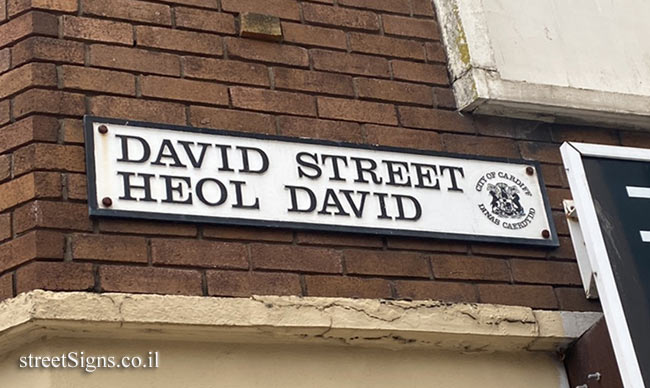 DAVID STREET
HEOL DAVID
CITY OF CARDIFF
DINAS CAERDYDD
streetSigns.co.il